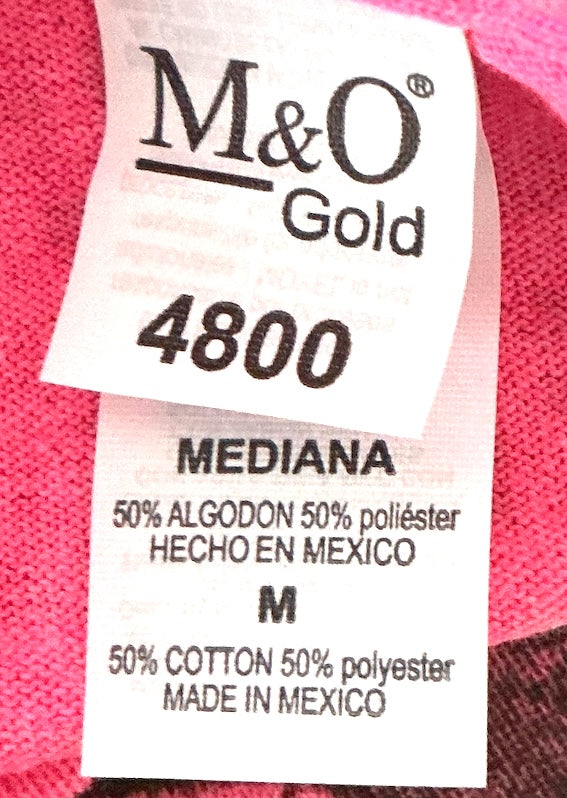 M&O®
Gold
4800
MEDIANA
50% ALGODON 50% poliéster
HECHO EN MEXICO
M
50% COTTON 50% polyester
MADE IN MEXICO